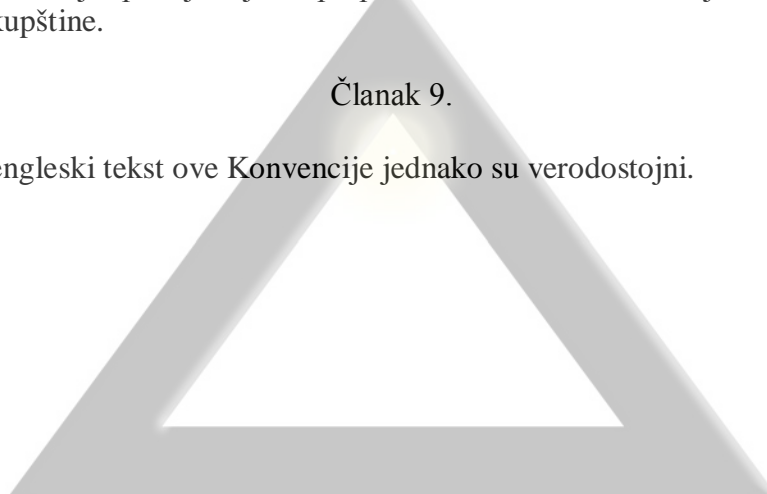 kupštine.
Članak 9.
engleski tekst ove Konvencije jednako su verodostojni.